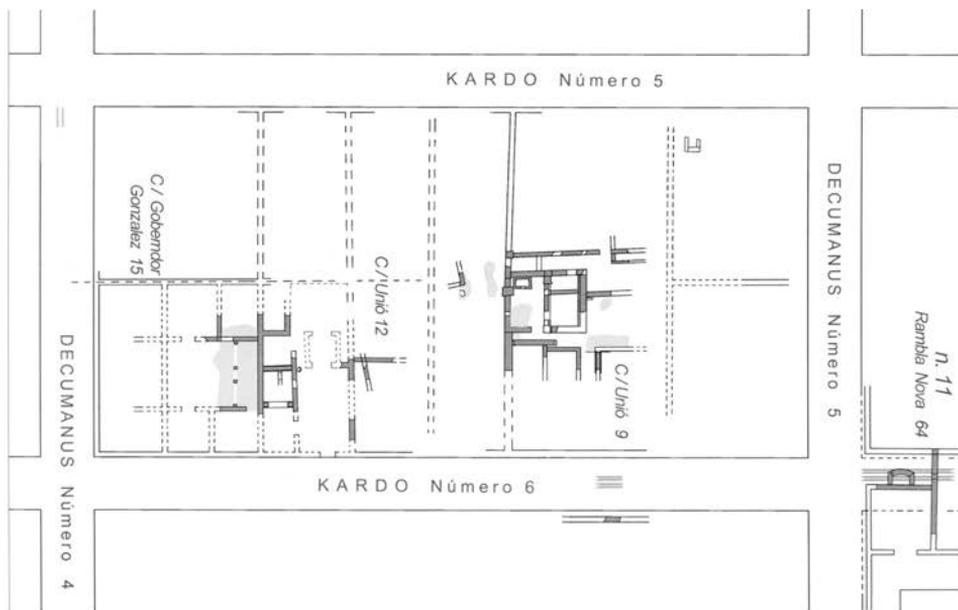 KARDO Número 5
C/ Goberndor
Gonzalez 15
C/ Unió 12
C/ Unió 9
DECUMANUS Número 4
DECUMANUS Número 5
n. 11
Rambla Nova 64
KARDO Número 6